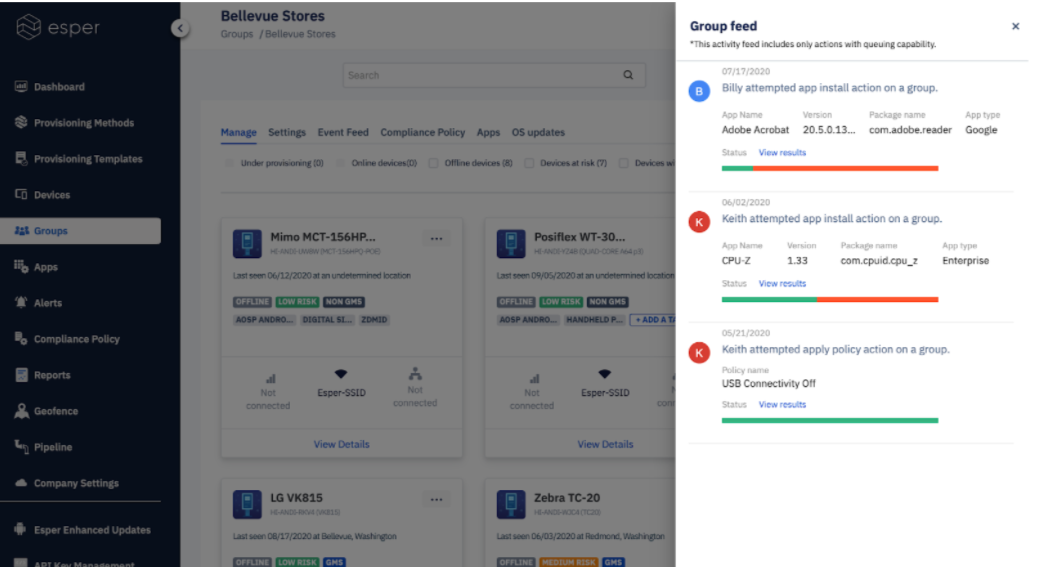 esper
Dashboard
Provisioning Methods
Provisioning Templates
Devices
Groups
Apps
Alerts
Compliance Policy
Reports
Geofence
Pipeline
Company Settings
Esper Enhanced Updates
API Key Management
Bellevue Stores
Groups / Bellevue Stores
Search
Manage Settings Event Feed Compliance Policy Apps OS updates
Under provisioning (0) Online devices(0) Offline devices (8) Devices at risk (7) Devices wi
Mimo MCT-156HP... ...
Last seen 06/12/2020 at an undetermined location
OFFLINE LOW RISK NON GMS
AOSP ANDRO... DIGITAL SI... ZDMID
Not connected
Esper-SSID
Not connected
View Details
Posiflex WT-30...
Last seen 09/05/2020 at an undetermined location
OFFLINE LOW RISK NON GMS
AOSP ANDRO... HANDHELD P... + ADD A TA
Not connected
Esper-SSID
View Details
LG VK815 ...
Last seen 08/17/2020 at Bellevue, Washington
OFFLINE LOW RISK GMS
Zebra TC-20
Last seen 06/03/2020 at Redmond, Washington
OFFLINE MEDIUM RISK GMS
Group feed
*This activity feed includes only actions with queuing capability.
07/17/2020
B
Billy attempted app install action on a group.
App Name Version Package name App type
Adobe Acrobat 20.5.0.13... com.adobe.reader Google
Status View results
06/02/2020
K
Keith attempted app install action on a group.
App Name Version Package name App type
CPU-Z 1.33 com.cpuid.cpu_z Enterprise
Status View results
05/21/2020
K
Keith attempted apply policy action on a group.
Policy name
USB Connectivity Off
Status View results